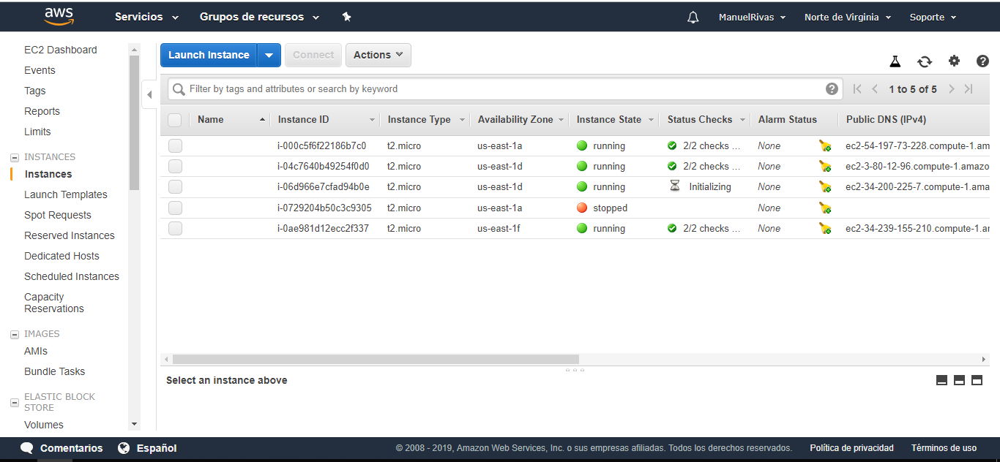 aws Servicios Grupos de recursos ManuelRivas Norte de Virginia Soporte
EC2 Dashboard
Events
Tags
Reports
Limits
INSTANCES
Instances
Launch Templates
Spot Requests
Reserved Instances
Dedicated Hosts
Scheduled Instances
Capacity
Reservations
IMAGES
AMIs
Bundle Tasks
ELASTIC BLOCK
STORE
Volumes
Launch Instance Connect Actions
Filter by tags and attributes or search by keyword 1 to 5 of 5
Name Instance ID Instance Type Availability Zone Instance State Status Checks Alarm Status Public DNS (IPv4)
i-000c5f6f22186b7c0 t2.micro us-east-1a running 2/2 checks ... None ec2-54-197-73-228.compute-1.am
i-04c7640b49254f0d0 t2.micro us-east-1d running 2/2 checks ... None ec2-3-80-12-96.compute-1.amazo
i-06d966e7cfad94b0e t2.micro us-east-1d running Initializing None ec2-34-200-225-7.compute-1.ama
i-0729204b50c3c9305 t2.micro us-east-1a stopped None
i-0ae981d12ecc2f337 t2.micro us-east-1f running 2/2 checks ... None ec2-34-239-155-210.compute-1.ar
Select an instance above
Comentarios Español © 2008 - 2019, Amazon Web Services, Inc. o sus empresas afiliadas. Todos los derechos reservados. Política de privacidad Términos de uso